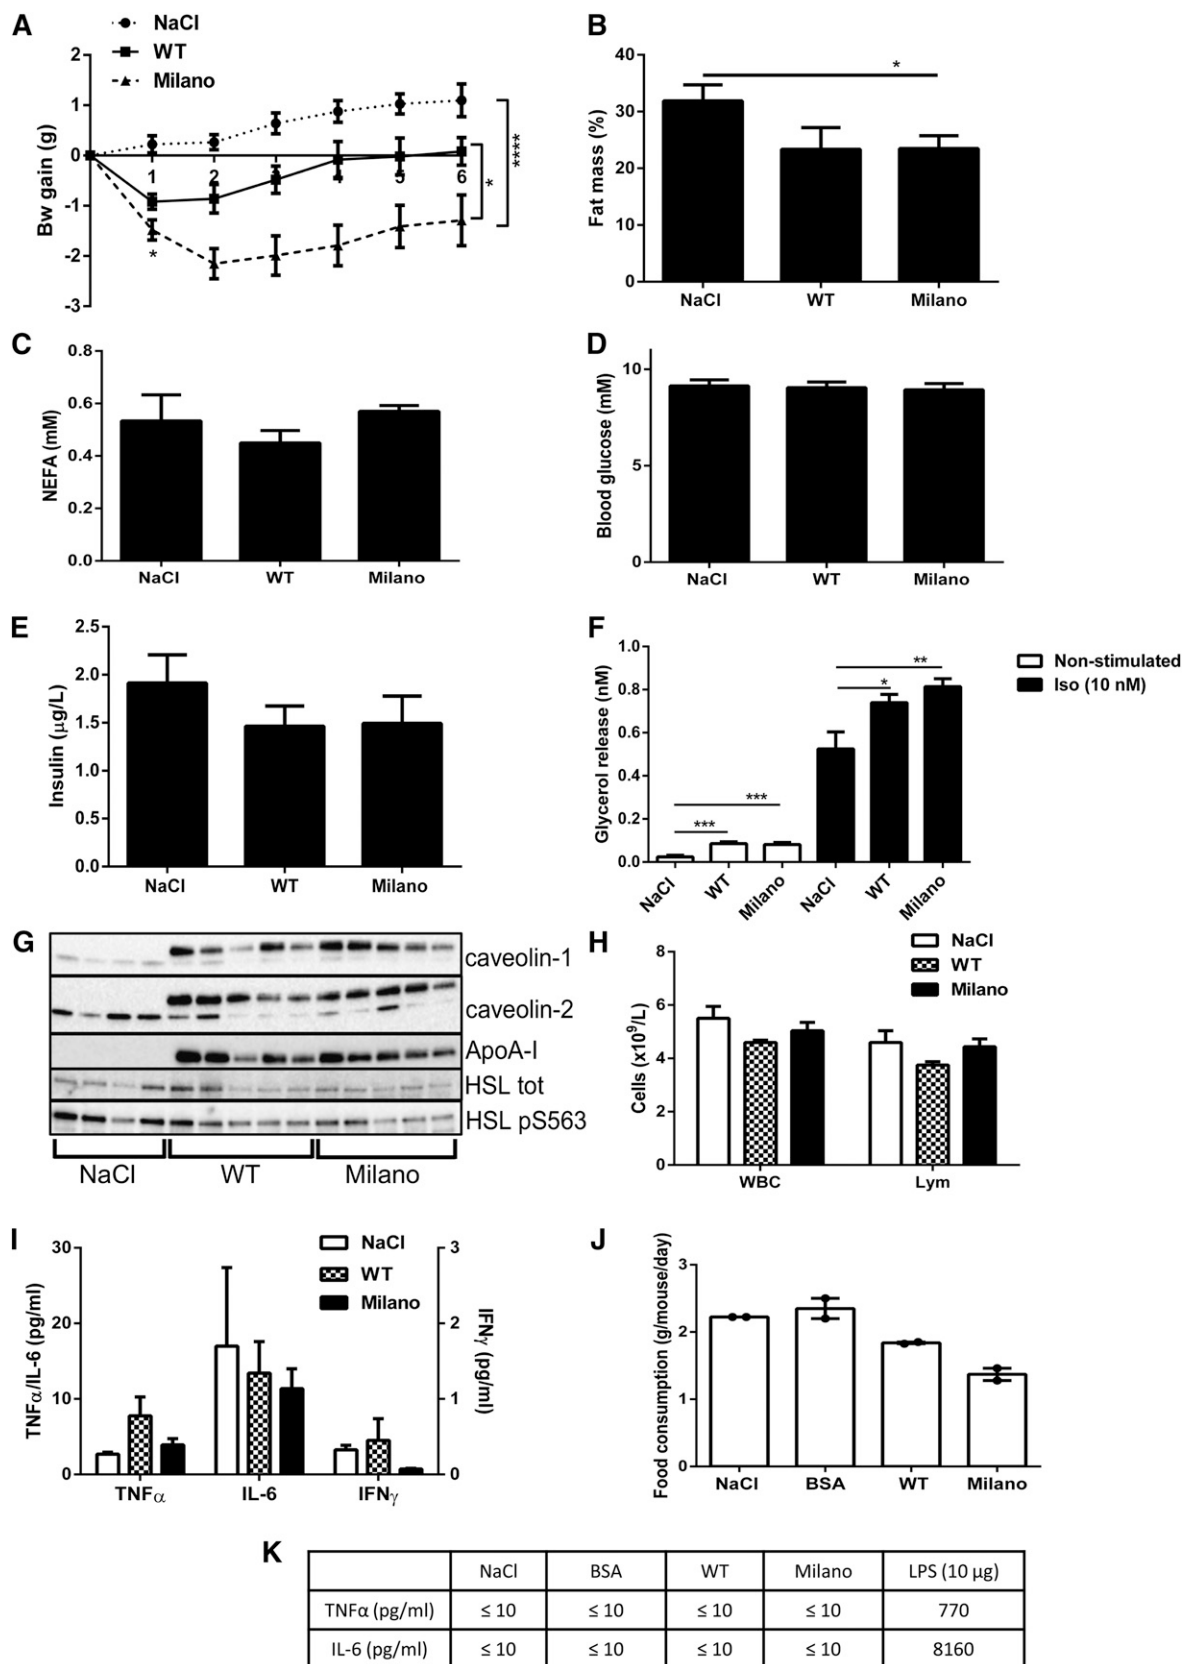 A
NaCl
WT
Milano
Bw gain (g)
2
1
0
-1
-2
-3
1
2
3
4
5
6
*
*
****
B
Fat mass (%)
40
30
20
10
0
*
NaCl
WT
Milano
C
NEFA (mM)
0.8
0.6
0.4
0.2
0.0
NaCl
WT
Milano
D
Blood glucose (mM)
10
5
0
NaCl
WT
Milano
E
Insulin (µg/L)
2.5
2.0
1.5
1.0
0.5
0.0
NaCl
WT
Milano
F
Glycerol release (nM)
1.0
0.8
0.6
0.4
0.2
0.0
***
***
*
**
NaCl
WT
Milano
NaCl
WT
Milano
Non-stimulated
Iso (10 nM)
G
caveolin-1
caveolin-2
ApoA-I
HSL tot
HSL pS563
NaCl
WT
Milano
H
NaCl
WT
Milano
Cells (x10⁹/L)
8
6
4
2
0
WBC
Lym
I
NaCl
WT
Milano
TNFα/IL-6 (pg/ml)
30
20
10
0
IFNγ (pg/ml)
3
2
1
0
TNFα
IL-6
IFNγ
J
Food consumption (g/mouse/day)
3
2
1
0
NaCl
BSA
WT
Milano
K
NaCl BSA WT Milano LPS (10 µg)
TNFα (pg/ml) ≤ 10 ≤ 10 ≤ 10 ≤ 10 770
IL-6 (pg/ml) ≤ 10 ≤ 10 ≤ 10 ≤ 10 8160